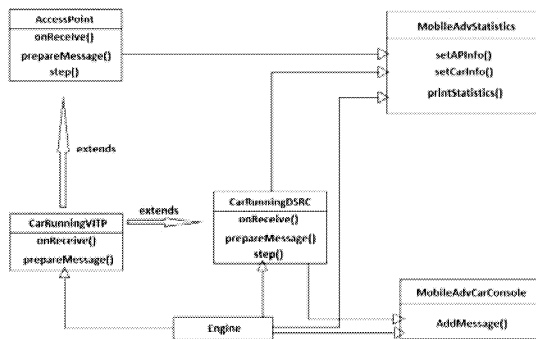 AccessPoint
onReceive()
prepareMessage()
step()
MobileAdvStatistics
setAPInfo()
setCarInfo()
printStatistics()
extends
extends
CarRunningVITP
onReceive()
prepareMessage()
CarRunningDSRC
onReceive()
prepareMessage()
step()
Engine
MobileAdvCarConsole
AddMessage()